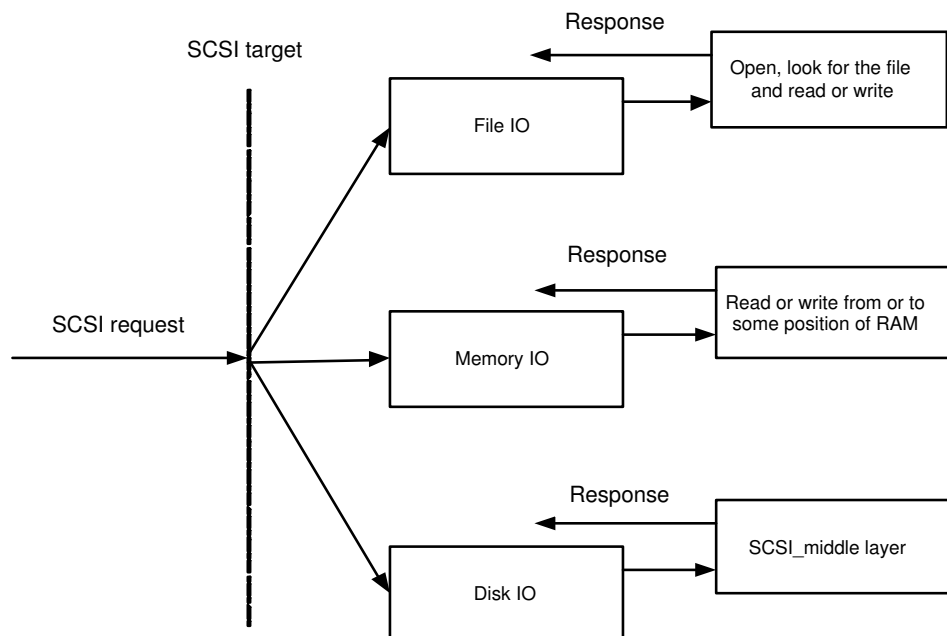 SCSI target
Response
File IO
Open, look for the file
and read or write
SCSI request
Response
Memory IO
Read or write from or to
some position of RAM
Response
Disk IO
SCSI_middle layer